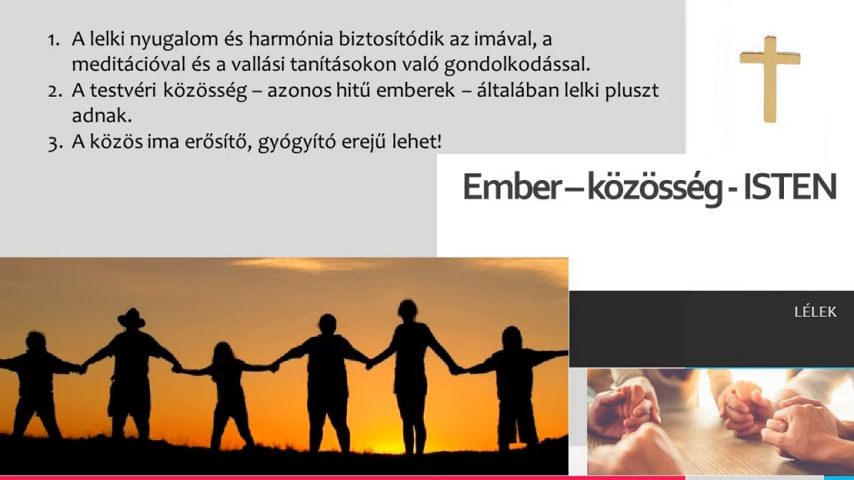 1. A lelki nyugalom és harmónia biztosítódik az imával, a
meditációval és a vallási tanításokon való gondolkodással.
2. A testvéri közösség – azonos hitű emberek – általában lelki pluszt
adnak.
3. A közös ima erősítő, gyógyító erejű lehet!
Ember – közösség - ISTEN
LÉLEK